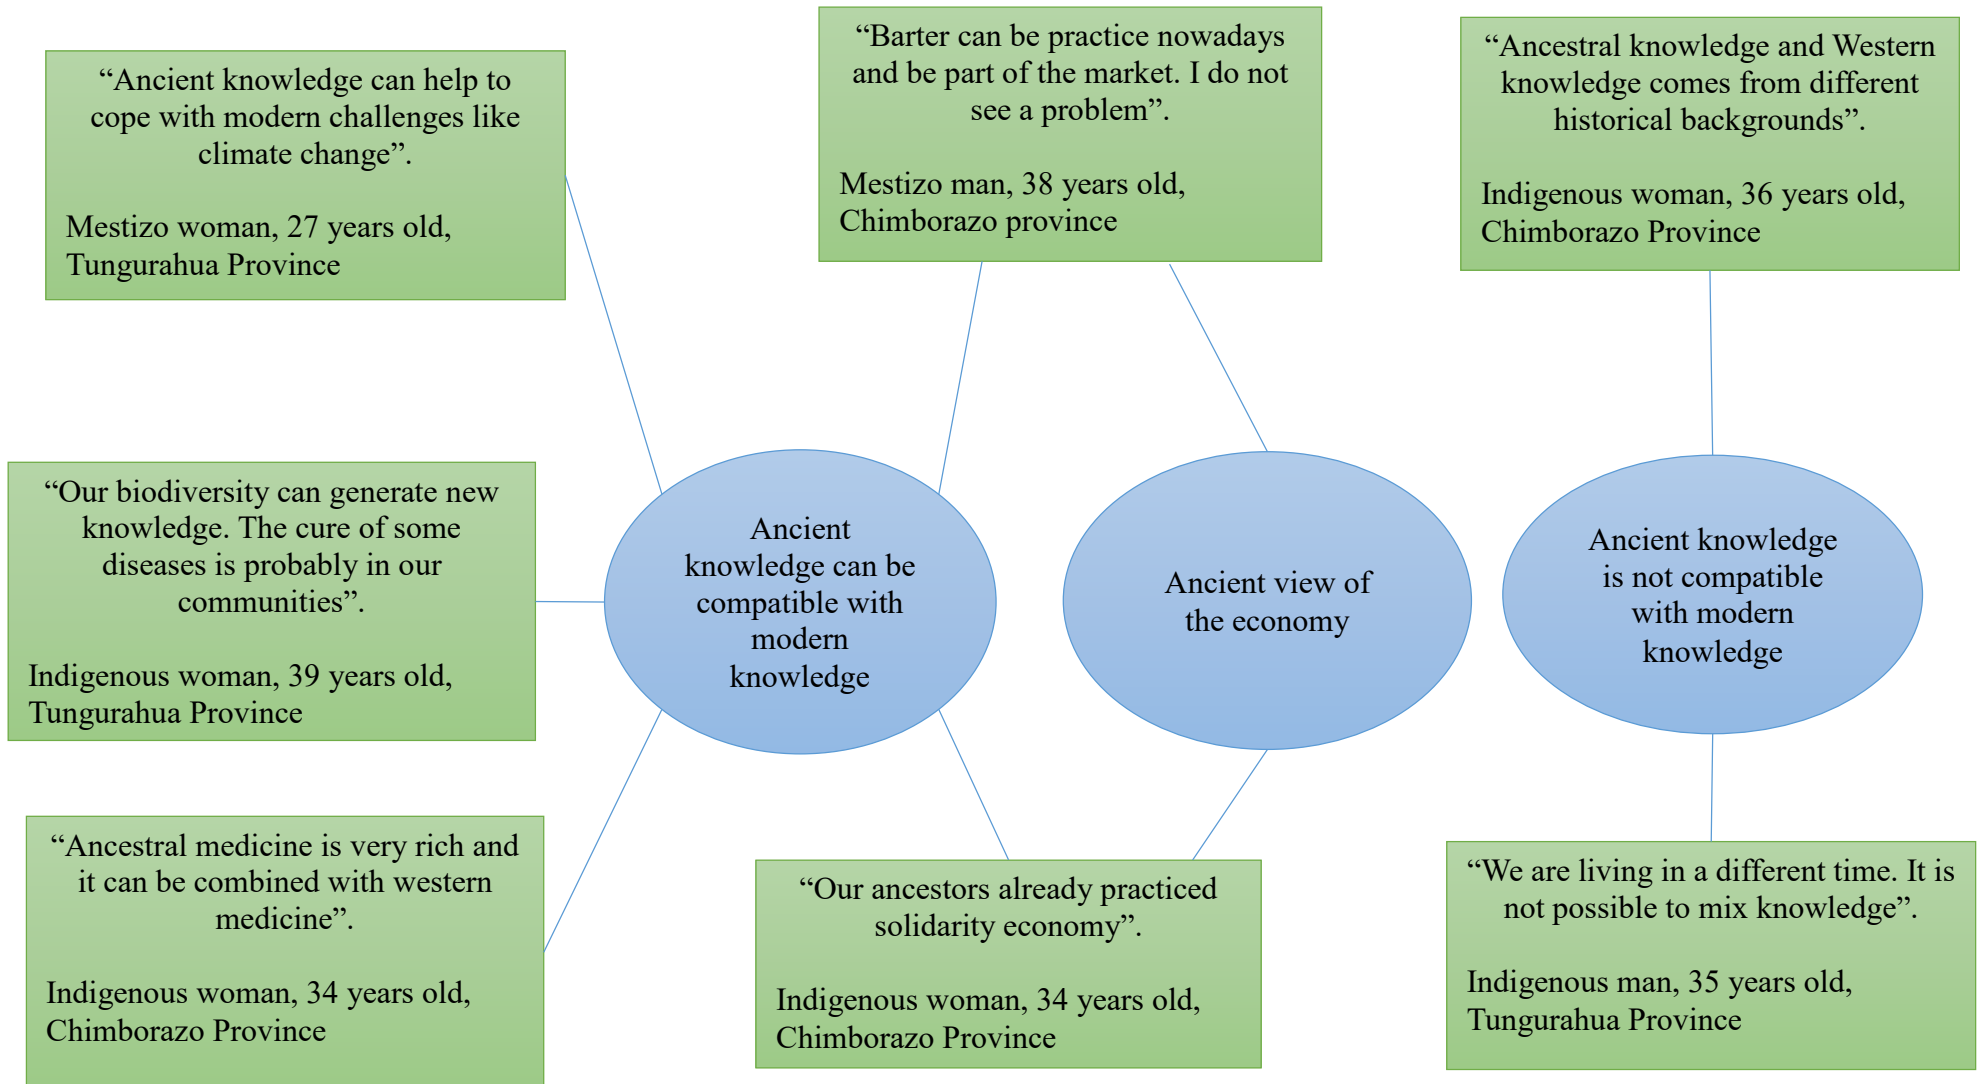 “Ancient knowledge can help to
cope with modern challenges like
climate change”.
Mestizo woman, 27 years old,
Tungurahua Province
“Barter can be practice nowadays
and be part of the market. I do not
see a problem”.
Mestizo man, 38 years old,
Chimborazo province
“Ancestral knowledge and Western
knowledge comes from different
historical backgrounds”.
Indigenous woman, 36 years old,
Chimborazo Province
“Our biodiversity can generate new
knowledge. The cure of some
diseases is probably in our
communities”.
Indigenous woman, 39 years old,
Tungurahua Province
Ancient
knowledge can be
compatible with
modern
knowledge
Ancient view of
the economy
Ancient knowledge
is not compatible
with modern
knowledge
“Ancestral medicine is very rich and
it can be combined with western
medicine”.
Indigenous woman, 34 years old,
Chimborazo Province
“Our ancestors already practiced
solidarity economy”.
Indigenous woman, 34 years old,
Chimborazo Province
“We are living in a different time. It is
not possible to mix knowledge”.
Indigenous man, 35 years old,
Tungurahua Province